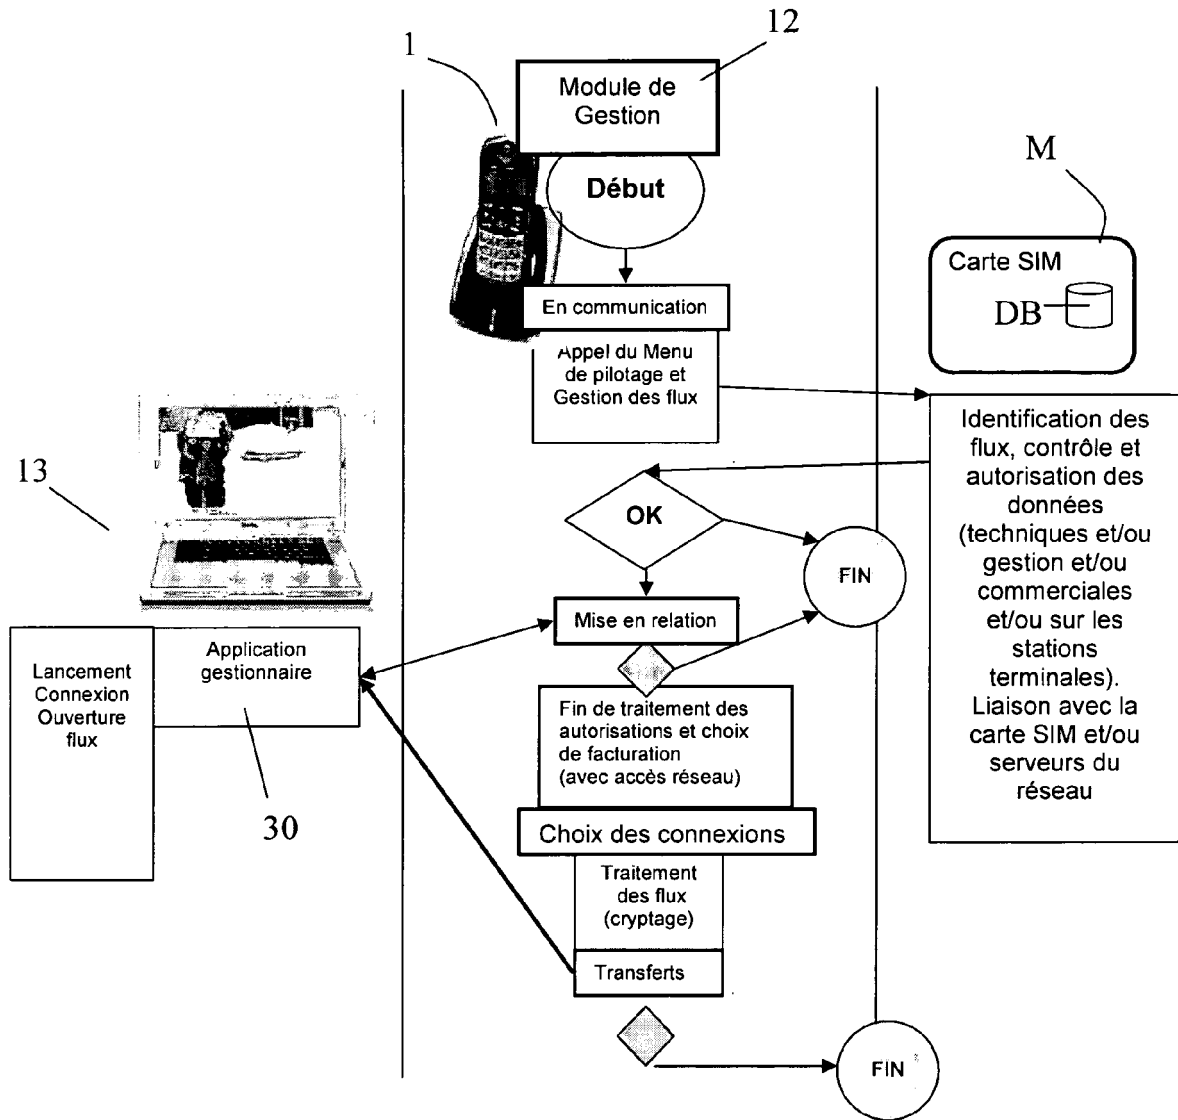 12
1
Module de
Gestion
Début
M
Carte SIM
DB
En communication
Appel du Menu
de pilotage et
Gestion des flux
Identification des
flux, contrôle et
autorisation des
données
(techniques et/ou
gestion et/ou
commerciales
et/ou sur les
stations
terminales).
Liaison avec la
carte SIM et/ou
serveurs du
réseau
13
OK
FIN
Mise en relation
Lancement
Connexion
Ouverture
flux
Application
gestionnaire
30
Fin de traitement des
autorisations et choix
de facturation
(avec accès réseau)
Choix des connexions
Traitement
des flux
(cryptage)
Transferts
FIN